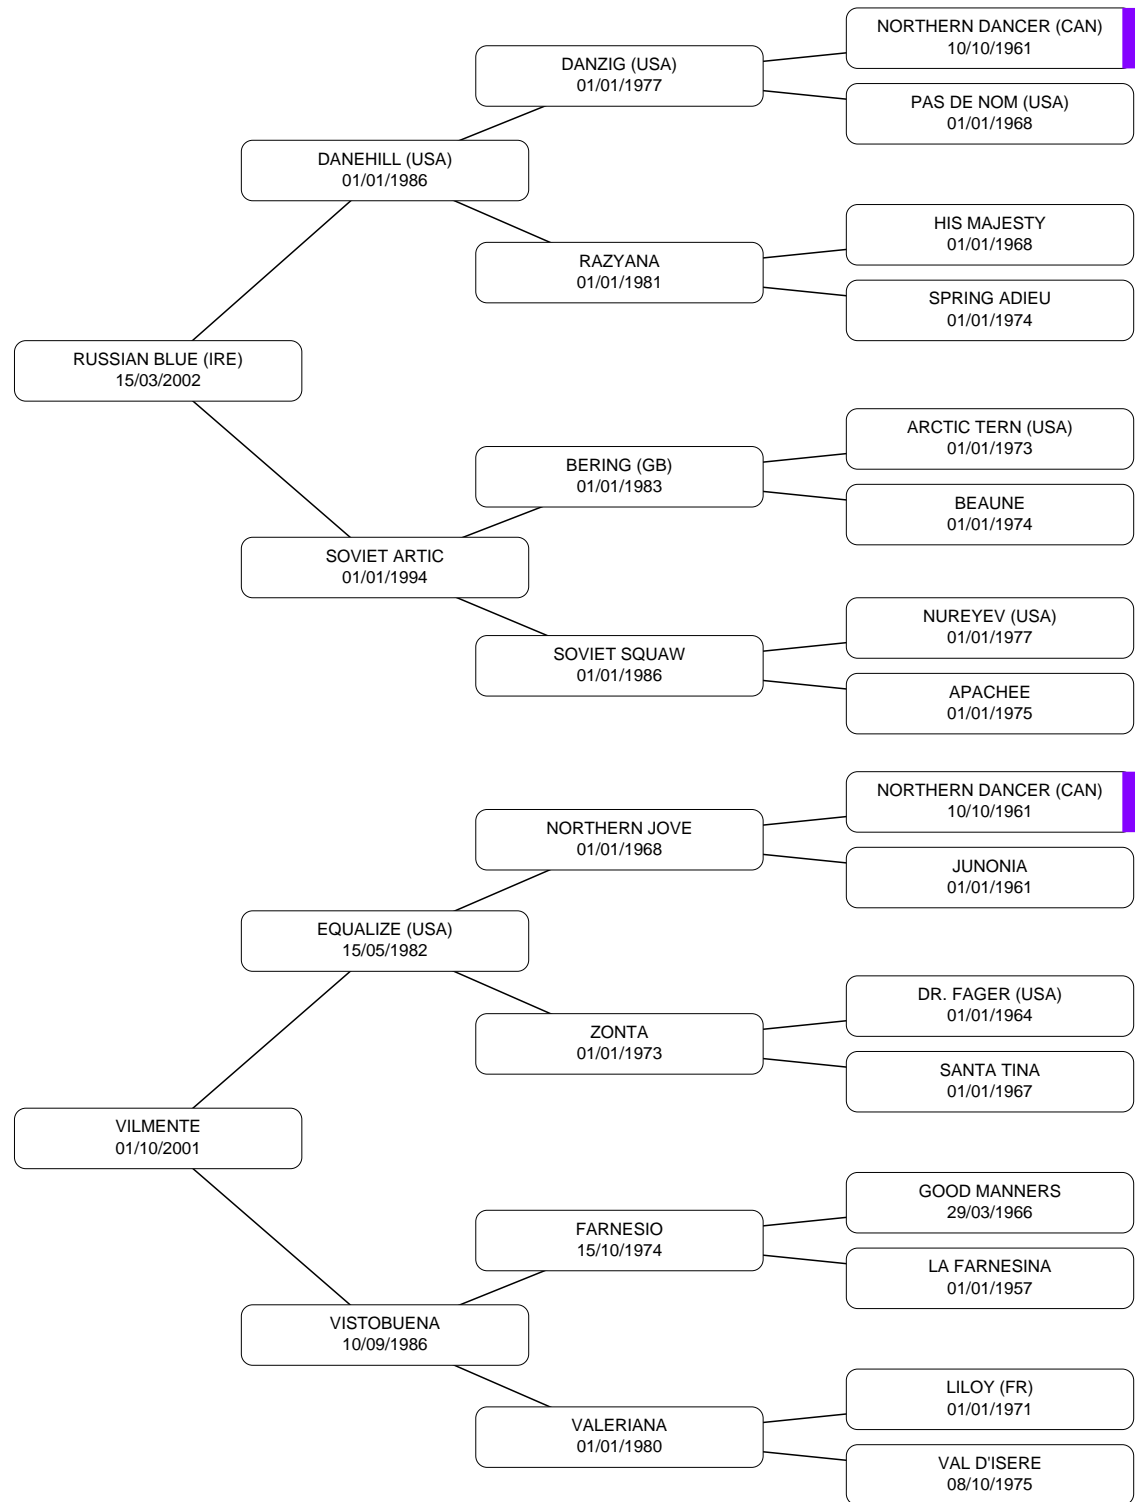 NORTHERN DANCER (CAN)
10/10/1961
DANZIG (USA)
01/01/1977
PAS DE NOM (USA)
01/01/1968
DANEHILL (USA)
01/01/1986
HIS MAJESTY
01/01/1968
RAZYANA
01/01/1981
SPRING ADIEU
01/01/1974
RUSSIAN BLUE (IRE)
15/03/2002
ARCTIC TERN (USA)
01/01/1973
BERING (GB)
01/01/1983
BEAUNE
01/01/1974
SOVIET ARTIC
01/01/1994
NUREYEV (USA)
01/01/1977
SOVIET SQUAW
01/01/1986
APACHEE
01/01/1975
NORTHERN DANCER (CAN)
10/10/1961
NORTHERN JOVE
01/01/1968
JUNONIA
01/01/1961
EQUALIZE (USA)
15/05/1982
DR. FAGER (USA)
01/01/1964
ZONTA
01/01/1973
SANTA TINA
01/01/1967
VILMENTE
01/10/2001
GOOD MANNERS
29/03/1966
FARNESIO
15/10/1974
LA FARNESINA
01/01/1957
VISTOBUENA
10/09/1986
LILOY (FR)
01/01/1971
VALERIANA
01/01/1980
VAL D'ISERE
08/10/1975